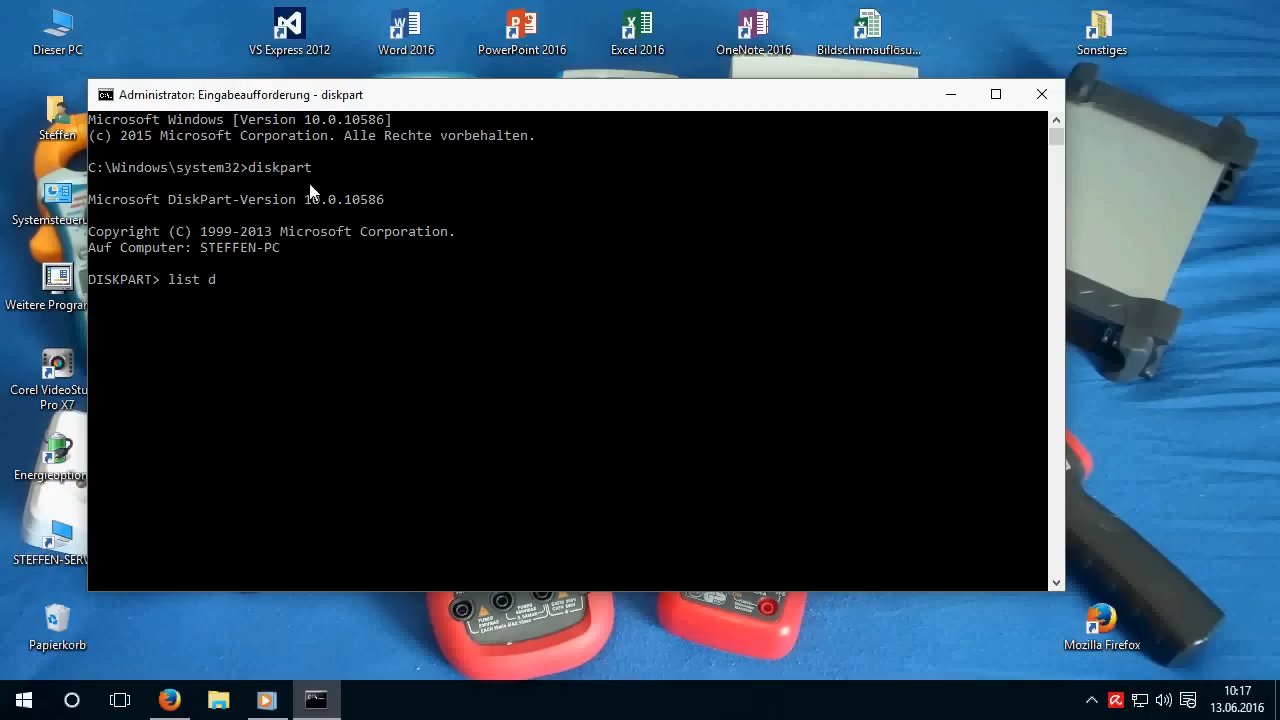 Dieser PC
VS Express 2012
Word 2016
PowerPoint 2016
Excel 2016
OneNote 2016
Bildschrimauflösu...
Sonstiges
Administrator: Eingabeaufforderung - diskpart
Microsoft Windows [Version 10.0.10586]
(c) 2015 Microsoft Corporation. Alle Rechte vorbehalten.
C:\Windows\system32>diskpart
Microsoft DiskPart-Version 10.0.10586
Copyright (C) 1999-2013 Microsoft Corporation.
Auf Computer: STEFFEN-PC
DISKPART> list d
Steffen
Systemsteueru
Weitere Progran
Corel VideoStu
Pro X7
Energieoption
STEFFEN-SERV
Papierkorb
Mozilla Firefox
10:17
13.06.2016